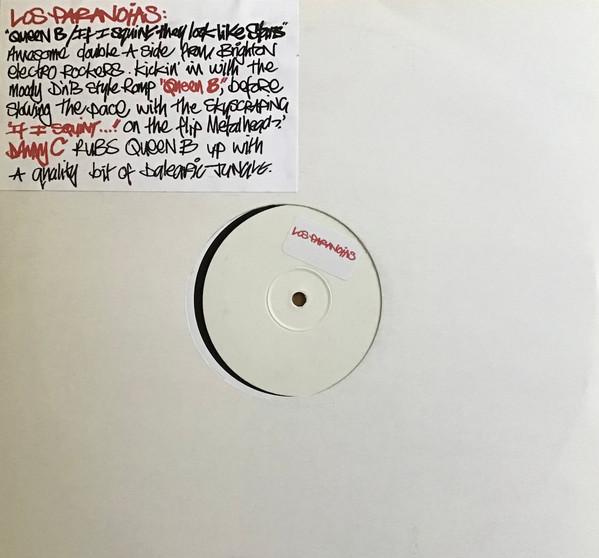 LOS PARANOIAS:
"QUEEN B / If I Squint they look like Stars"
Awesome double A side from Brighton
electro Rockers. Kickin' in with the
moody D'n'B style Romp "Queen B", before
slowing the pace, with the SKYSCRAPING
"If I SQUINT..." on the flip Metalheadz'
DANNY C RUBS QUEEN B up with
A quality bit of balearic JUNGLE.
LOS PARANOIAS